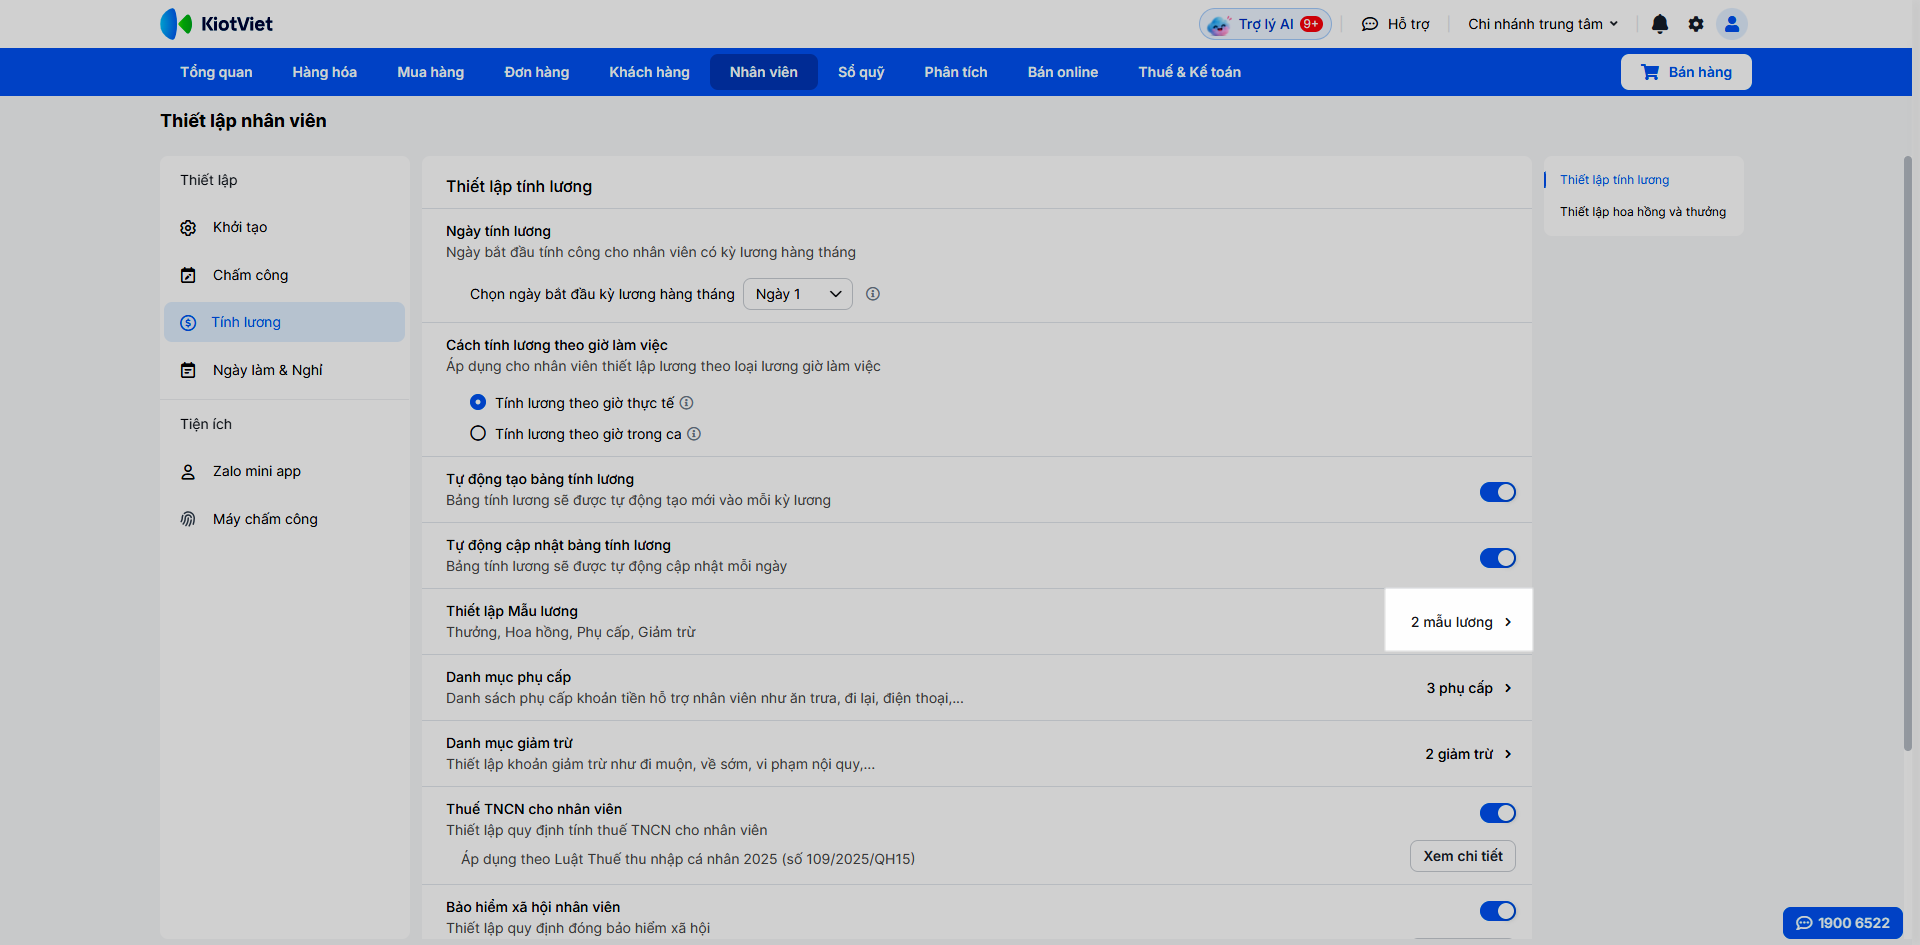 KiotViet
Trợ lý AI 9+
Hỗ trợ
Chi nhánh trung tâm
Tổng quan
Hàng hóa
Mua hàng
Đơn hàng
Khách hàng
Nhân viên
Sổ quỹ
Phân tích
Bán online
Thuế & Kế toán
Bán hàng
Thiết lập nhân viên
Thiết lập
Khởi tạo
Chấm công
Tính lương
Ngày làm & Nghỉ
Tiện ích
Zalo mini app
Máy chấm công
Thiết lập tính lương
Ngày tính lương
Ngày bắt đầu tính công cho nhân viên có kỳ lương hàng tháng
Chọn ngày bắt đầu kỳ lương hàng tháng
Ngày 1
Cách tính lương theo giờ làm việc
Áp dụng cho nhân viên thiết lập lương theo loại lương giờ làm việc
Tính lương theo giờ thực tế
Tính lương theo giờ trong ca
Tự động tạo bảng tính lương
Bảng tính lương sẽ được tự động tạo mới vào mỗi kỳ lương
Tự động cập nhật bảng tính lương
Bảng tính lương sẽ được tự động cập nhật mỗi ngày
Thiết lập Mẫu lương
Thưởng, Hoa hồng, Phụ cấp, Giảm trừ
2 mẫu lương
Danh mục phụ cấp
Danh sách phụ cấp khoản tiền hỗ trợ nhân viên như ăn trưa, đi lại, điện thoại,...
3 phụ cấp
Danh mục giảm trừ
Thiết lập khoản giảm trừ như đi muộn, về sớm, vi phạm nội quy,...
2 giảm trừ
Thuế TNCN cho nhân viên
Thiết lập quy định tính thuế TNCN cho nhân viên
Áp dụng theo Luật Thuế thu nhập cá nhân 2025 (số 109/2025/QH15)
Xem chi tiết
Bảo hiểm xã hội nhân viên
Thiết lập quy định đóng bảo hiểm xã hội
Thiết lập tính lương
Thiết lập hoa hồng và thưởng
1900 6522